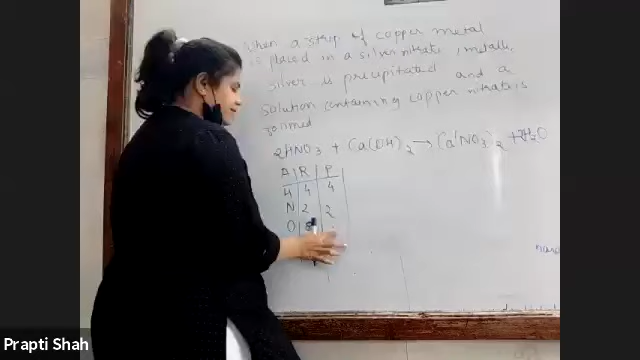 When a strip of copper metal
is placed in a silver nitrate, metallic
silver is precipitated and a
solution containing copper nitrate is
formed
2HNO3 + Ca(OH)2 → Ca(NO3)2 + 2H2O
A R P
H 4 4
N 2 2
O 8
Prapti Shah